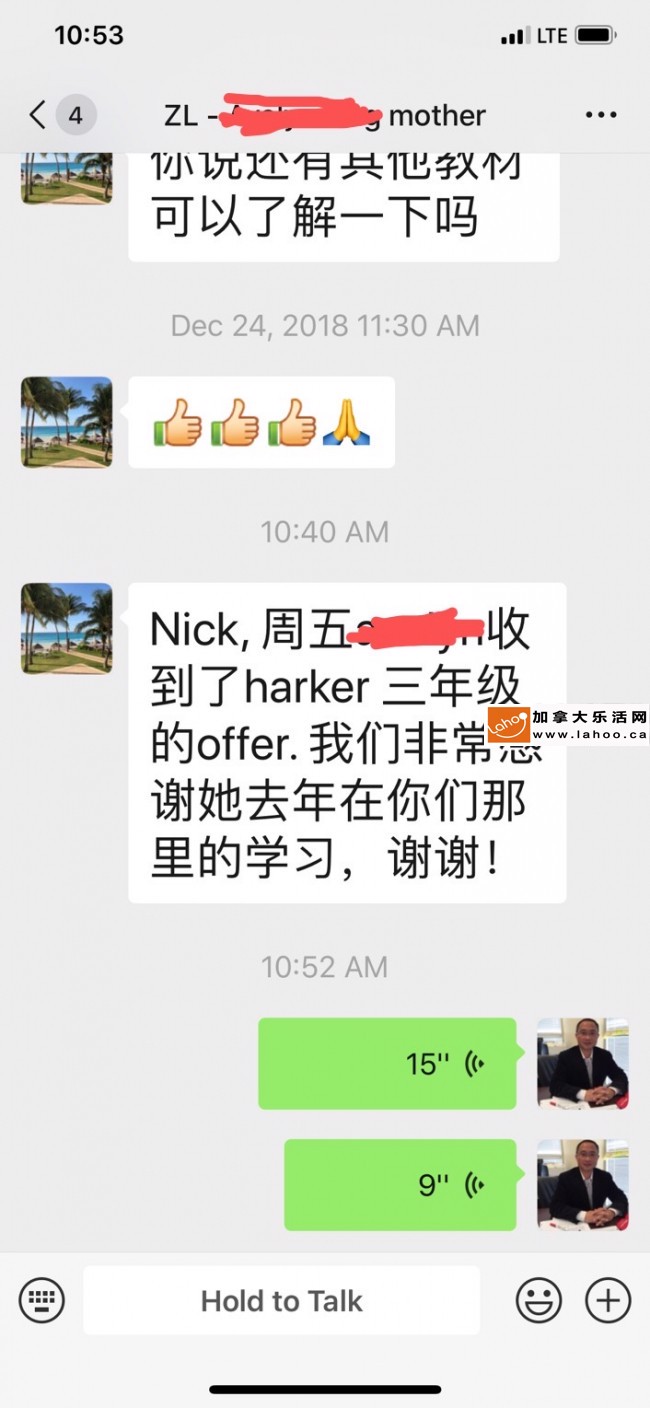 10:53
LTE
4
ZL - mother
你说还有其他教材
可以了解一下吗
Dec 24, 2018 11:30 AM
10:40 AM
Nick, 周五收
到了harker 三年级
的offer. 我们非常感
谢她去年在你们那
里的学习，谢谢！
Lahoo
加拿大乐活网
www.lahoo.ca
10:52 AM
15"
9"
Hold to Talk